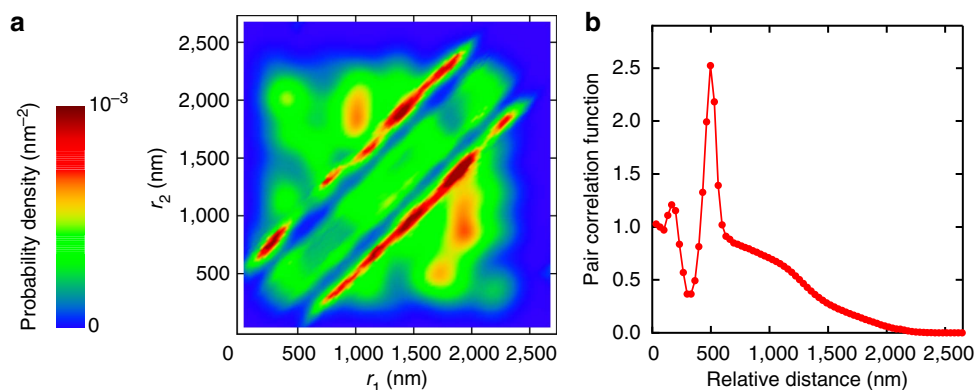 a
Probability density (nm⁻²)
10⁻³
0
r₂ (nm)
2,500
2,000
1,500
1,000
500
0 500 1,000 1,500 2,000 2,500
r₁ (nm)
b
Pair correlation function
2.5
2.0
1.5
1.0
0.5
0.0
0 500 1,000 1,500 2,000 2,500
Relative distance (nm)